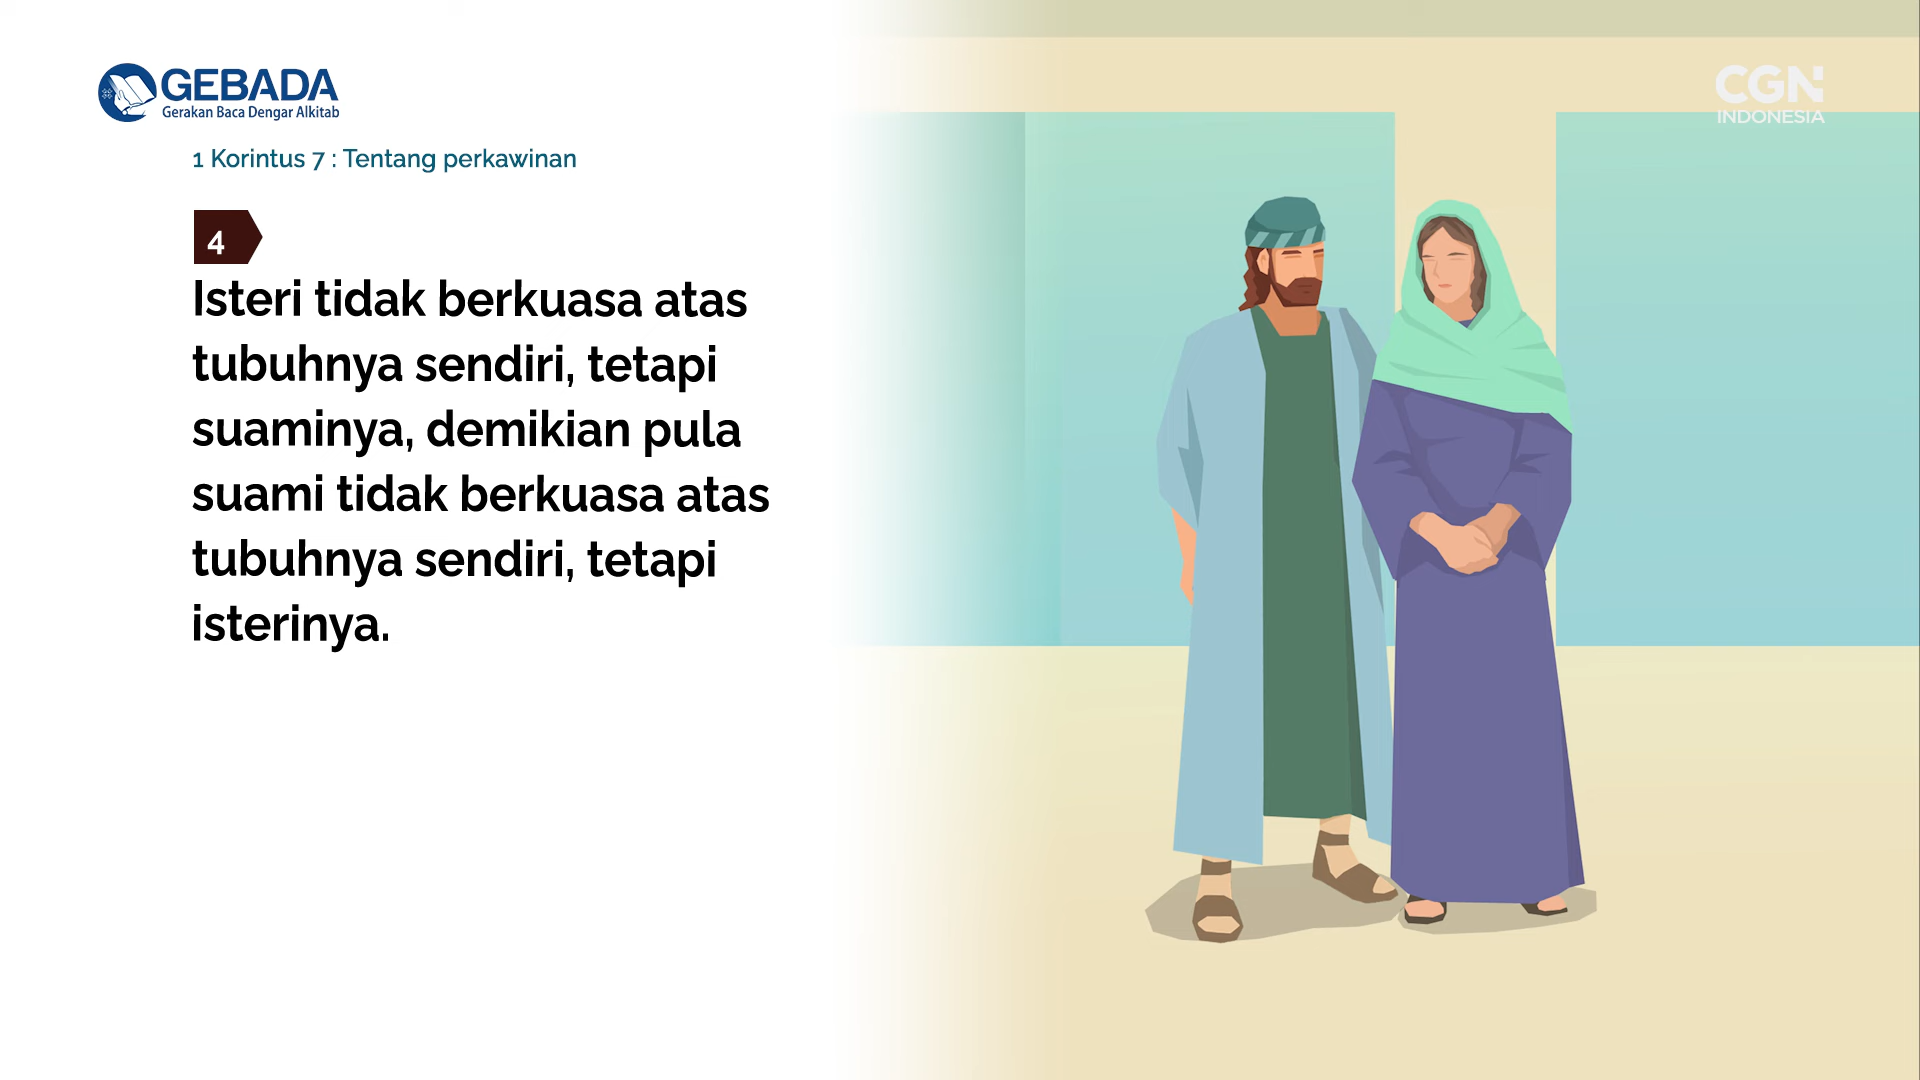 GEBADA
Gerakan Baca Dengar Alkitab
CGN
INDONESIA
1 Korintus 7 : Tentang perkawinan
4
Isteri tidak berkuasa atas
tubuhnya sendiri, tetapi
suaminya, demikian pula
suami tidak berkuasa atas
tubuhnya sendiri, tetapi
isterinya.